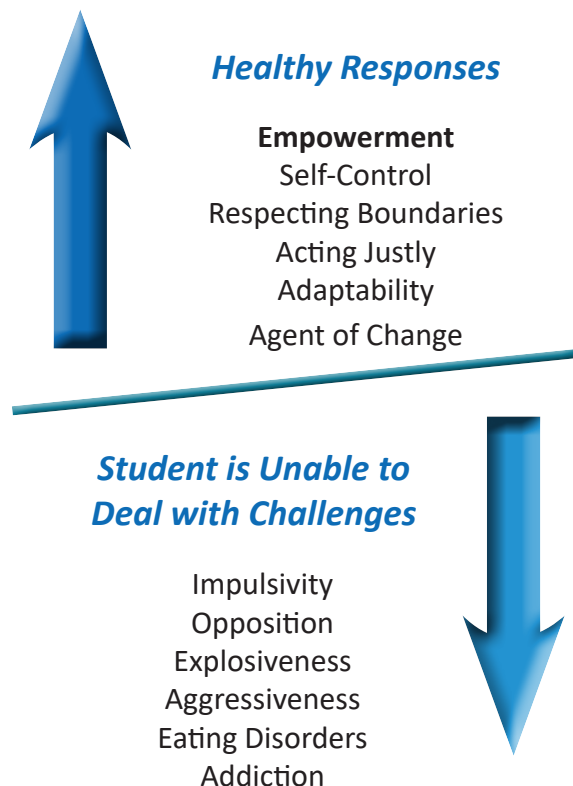 Healthy Responses
Empowerment
Self-Control
Respecting Boundaries
Acting Justly
Adaptability
Agent of Change
Student is Unable to
Deal with Challenges
Impulsivity
Opposition
Explosiveness
Aggressiveness
Eating Disorders
Addiction